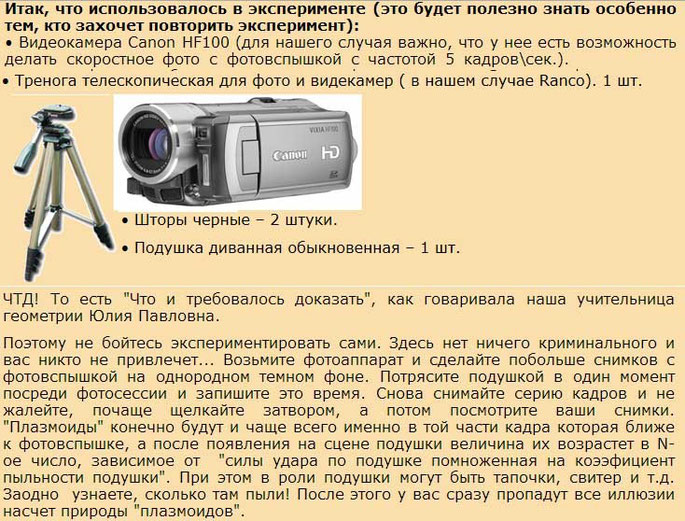 Итак, что использовалось в эксперименте (это будет полезно знать особенно
тем, кто захочет повторить эксперимент):
• Видеокамера Canon HF100 (для нашего случая важно, что у нее есть возможность
делать скоростное фото с фотовспышкой с частотой 5 кадров\сек.).
• Тренога телескопическая для фото и видекамер ( в нашем случае Ranco). 1 шт.
VIXIA HF100
Canon
HD
• Шторы черные – 2 штуки.
• Подушка диванная обыкновенная – 1 шт.
ЧТД! То есть "Что и требовалось доказать", как говаривала наша учительница
геометрии Юлия Павловна.
Поэтому не бойтесь экспериментировать сами. Здесь нет ничего криминального и
вас никто не привлечет... Возьмите фотоаппарат и сделайте побольше снимков с
фотовспышкой на однородном темном фоне. Потрясите подушкой в один момент
посреди фотосессии и запишите это время. Снова снимайте серию кадров и не
жалейте, почаще щелкайте затвором, а потом посмотрите ваши снимки.
"Плазмоиды" конечно будут и чаще всего именно в той части кадра которая ближе
к фотовспышке, а после появления на сцене подушки величина их возрастет в N-
ое число, зависимое от "силы удара по подушке помноженная на коээфициент
пыльности подушки". При этом в роли подушки могут быть тапочки, свитер и т.д.
Заодно узнаете, сколько там пыли! После этого у вас сразу пропадут все иллюзии
насчет природы "плазмоидов".